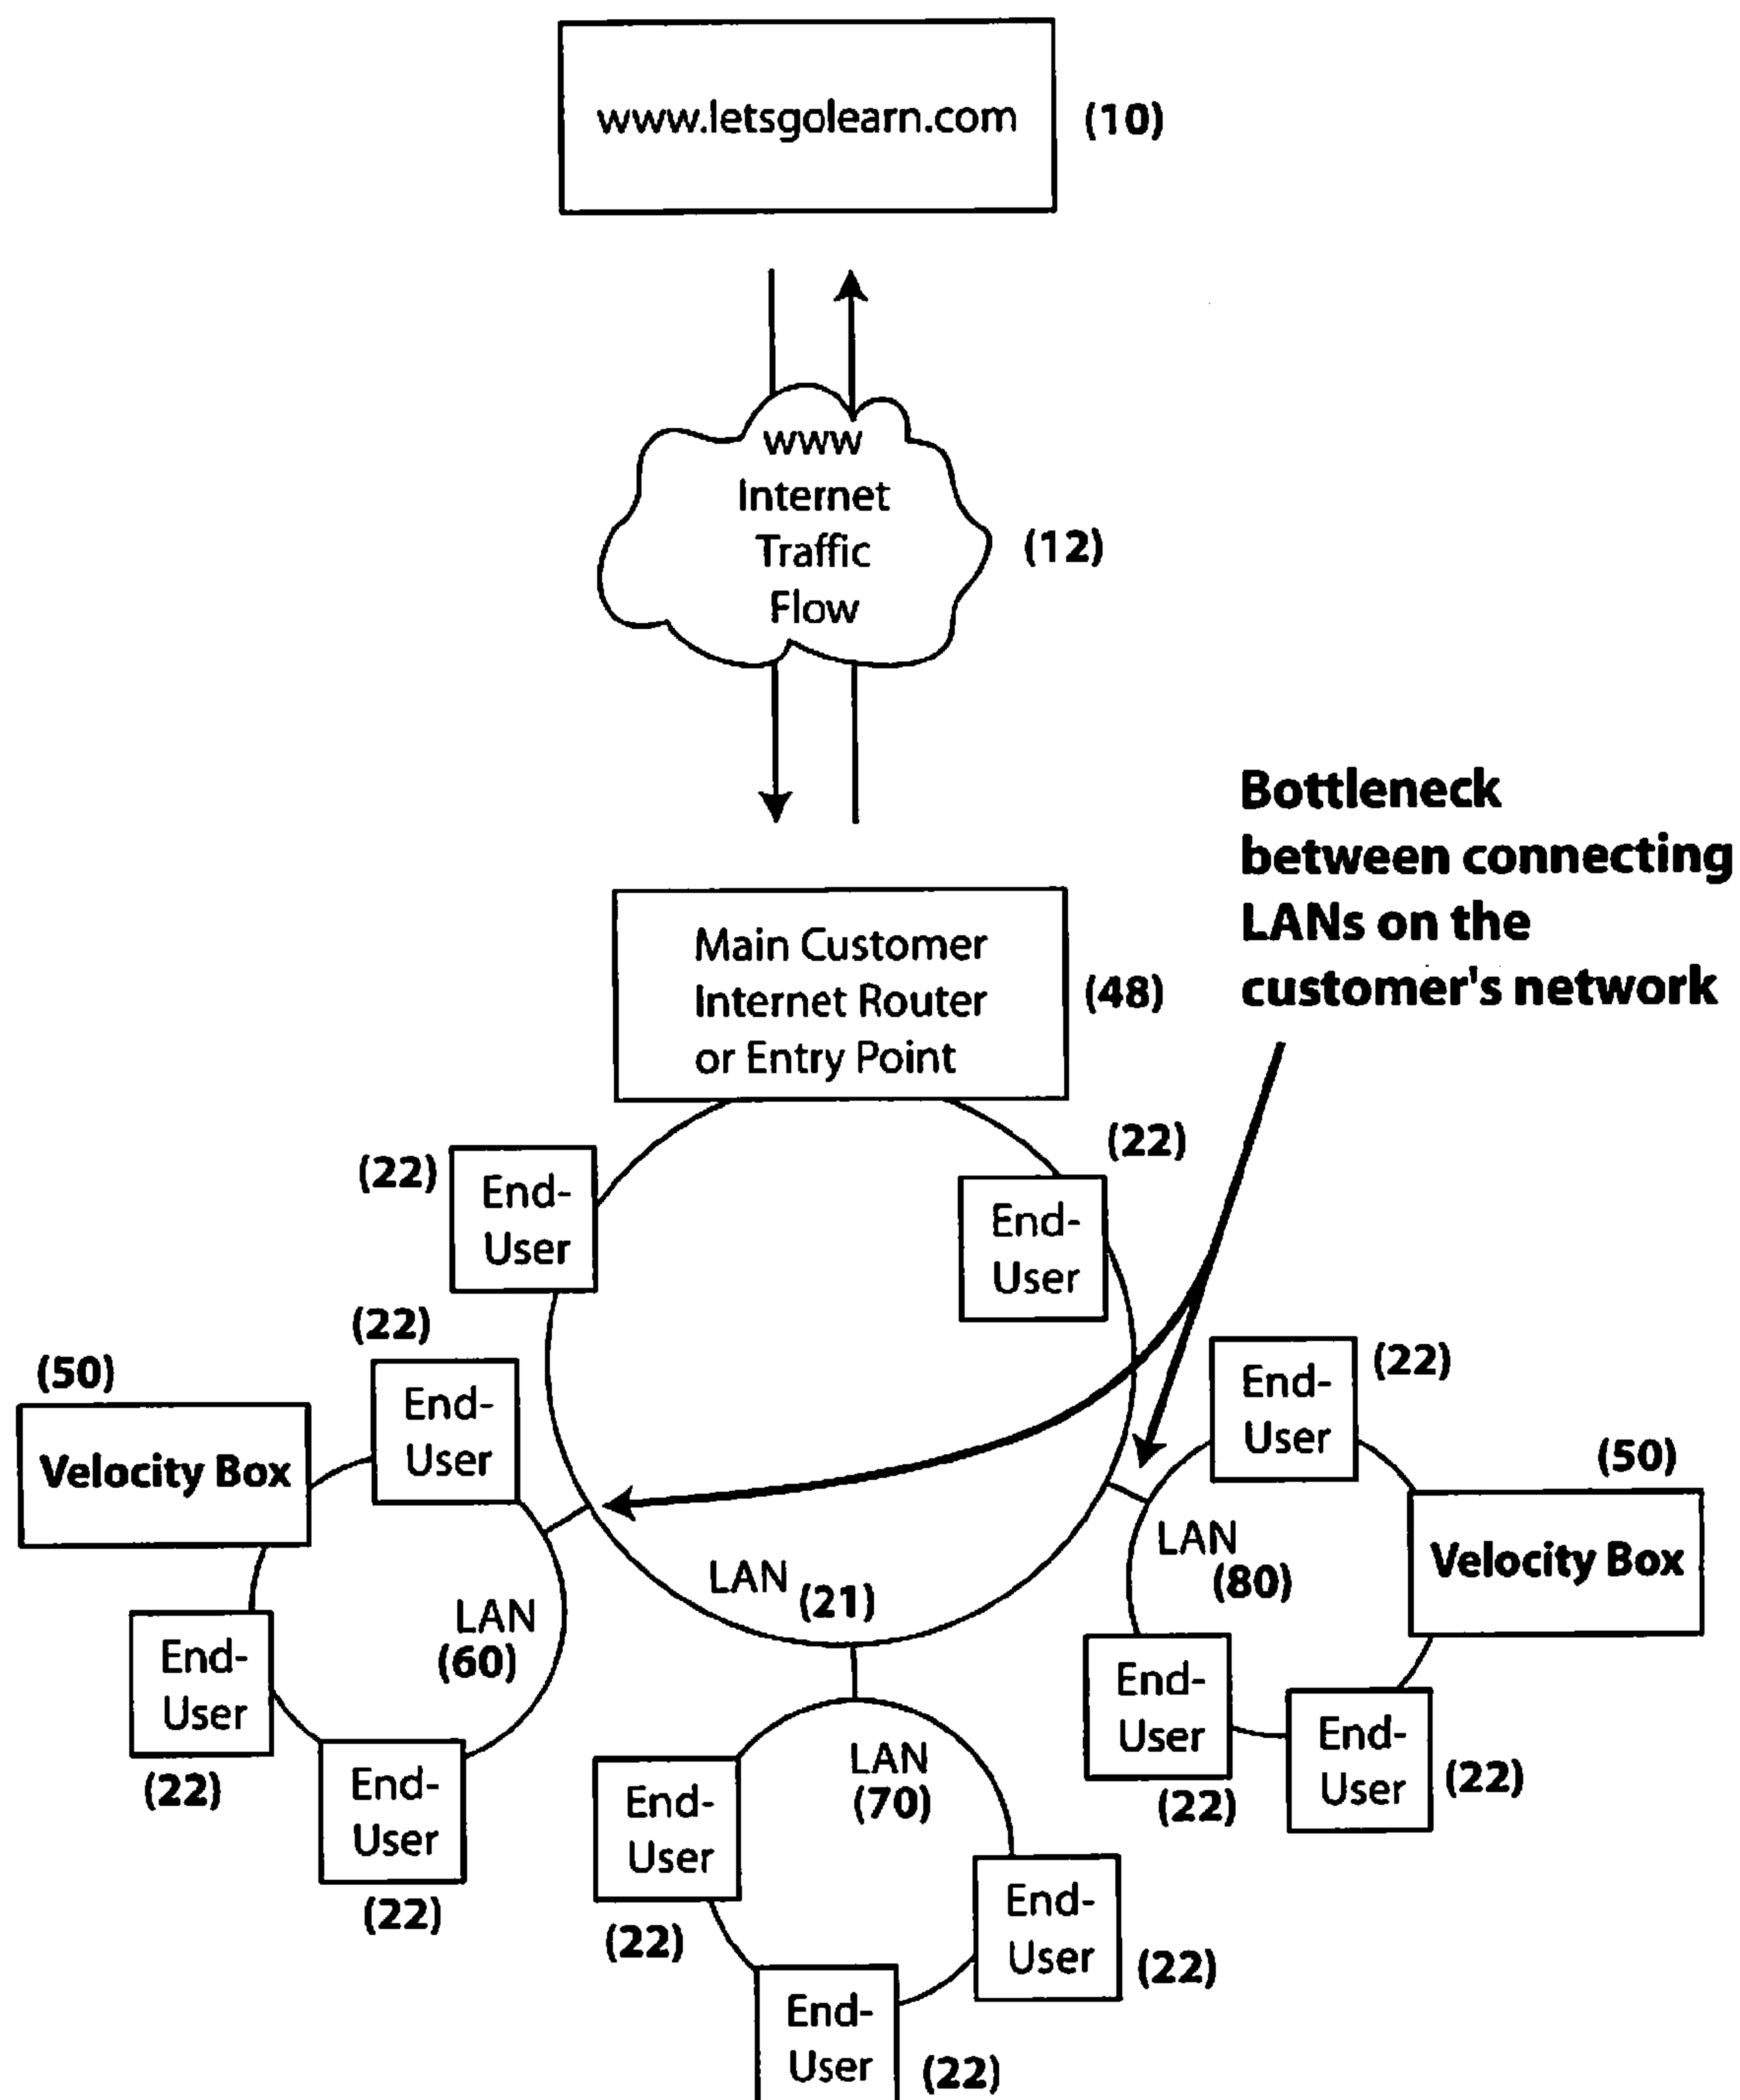 www.letsgolearn.com
(10)
www
Internet
Traffic
Flow
(12)
Bottleneck
between connecting
LANs on the
customer's network
Main Customer
Internet Router
or Entry Point
(48)
(22)
End-
User
(22)
End-
User
(22)
End-
User
(50)
Velocity Box
End-
User
(22)
(50)
Velocity Box
LAN
(21)
LAN
(80)
LAN
(60)
End-
User
(22)
End-
User
(22)
End-
User
(22)
End-
User
(22)
LAN
(70)
End-
User
(22)
End-
User
(22)
End-
User
(22)